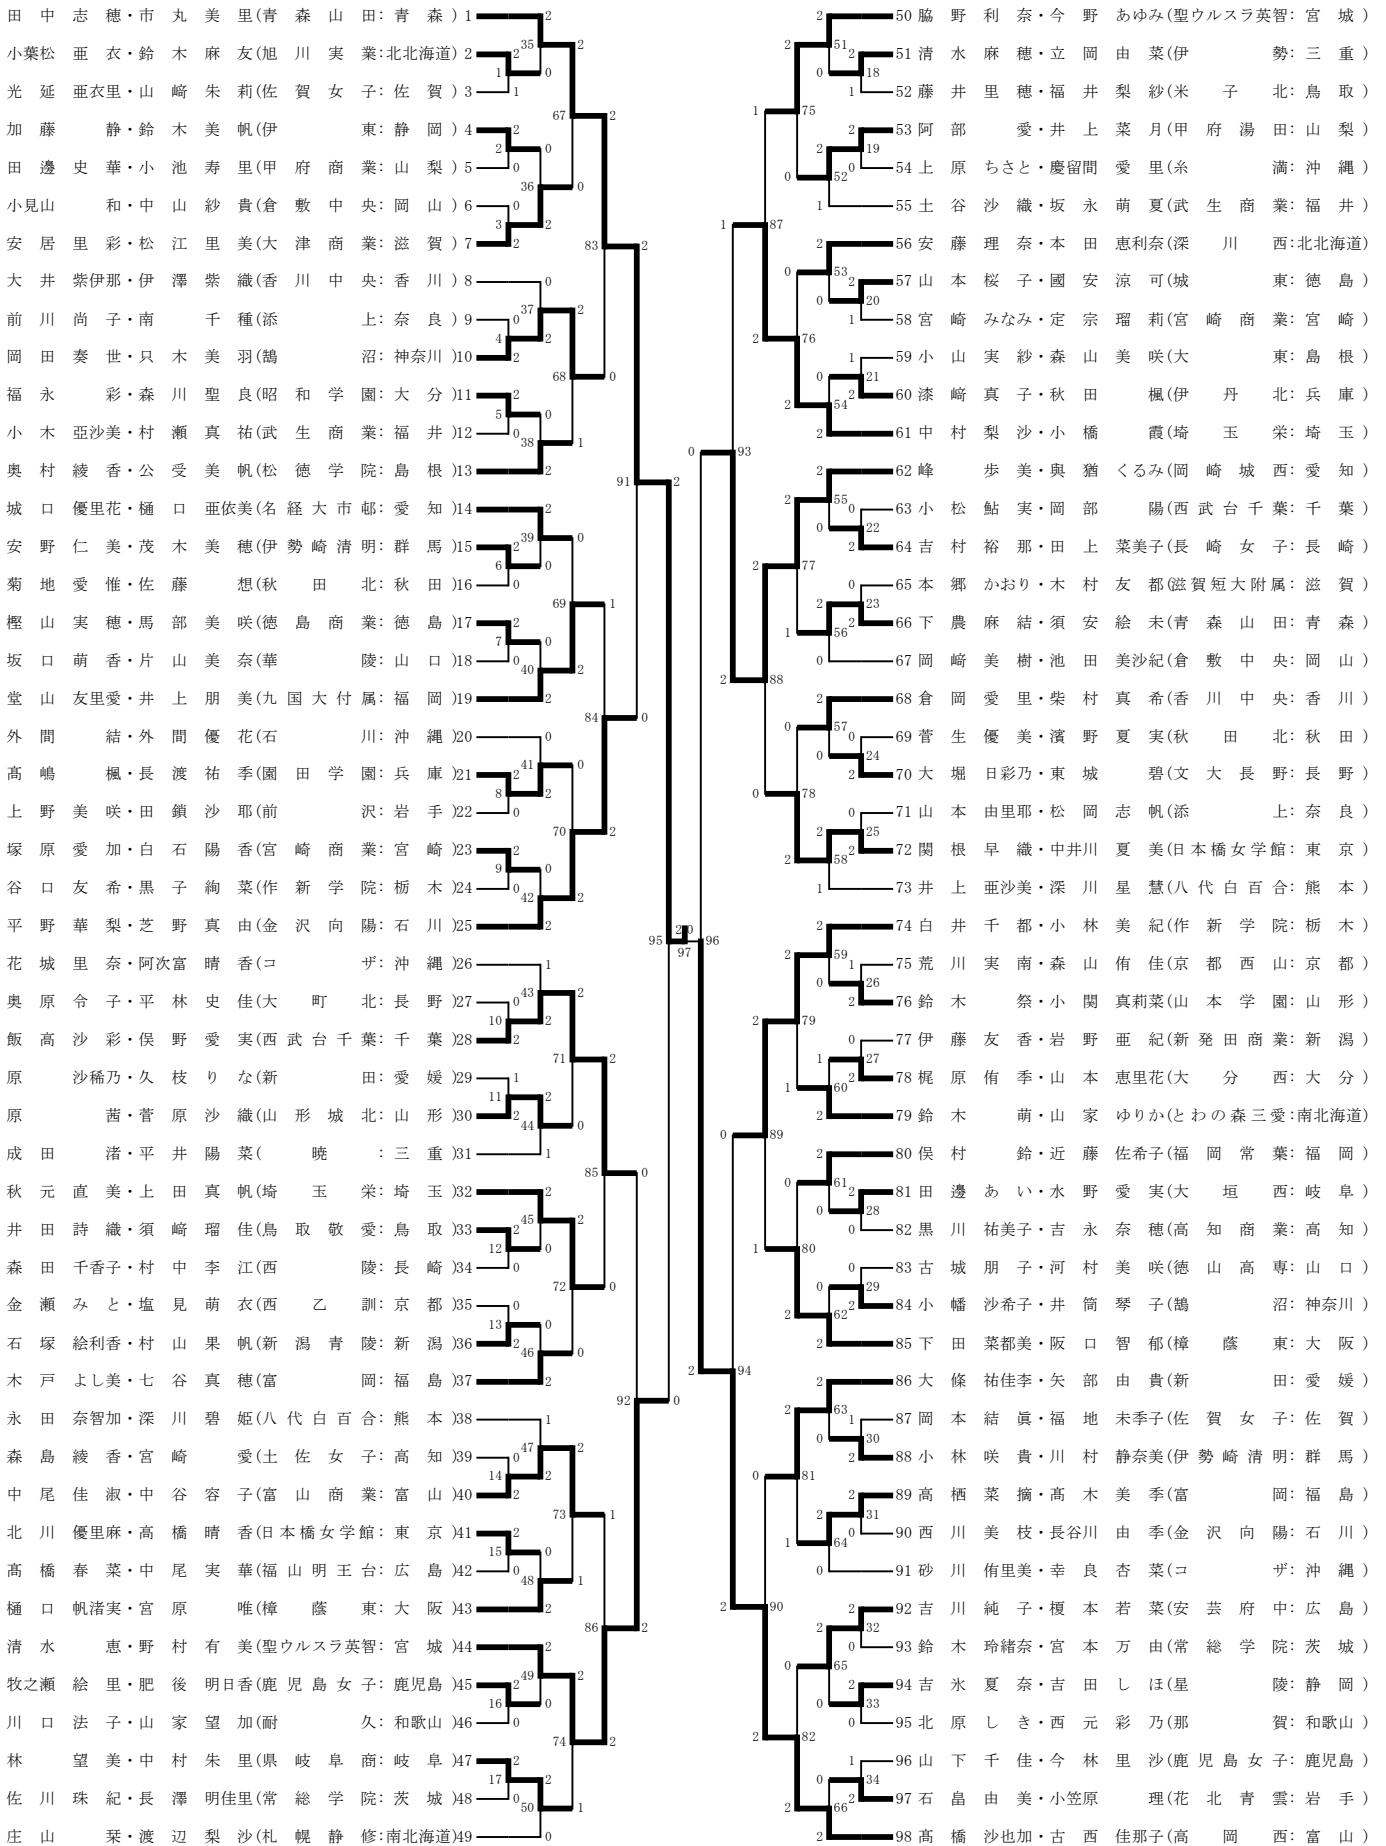 田中志穂・市丸美里(青森山田:青森)1
小葉松亜衣・鈴木麻友(旭川実業:北北海道)2
光延亜衣里・山﨑朱莉(佐賀女子:佐賀)3
加藤静・鈴木美帆(伊東:静岡)4
田邊史華・小池寿里(甲府商業:山梨)5
小見山和・中山紗貴(倉敷中央:岡山)6
安居里彩・松江里美(大津商業:滋賀)7
大井紫伊那・伊澤紫織(香川中央:香川)8
前川尚子・南千種(添上:奈良)9
岡田奏世・只木美羽(鵠沼:神奈川)10
福永彩・森川聖良(昭和学園:大分)11
小木亞沙美・村瀬真祐(武生商業:福井)12
奥村綾香・公受美帆(松徳学院:島根)13
城口優里花・樋口亜依美(名経大市邨:愛知)14
安野仁美・茂木美穂(伊勢崎清明:群馬)15
菊地愛惟・佐藤想(秋田北:秋田)16
樫山実穂・馬部美咲(徳島商業:徳島)17
坂口萌香・片山美奈(華陵:山口)18
堂山友里愛・井上朋美(九国大付属:福岡)19
外間結・外間優花(石川:沖縄)20
髙嶋楓・長渡祐季(園田学園:兵庫)21
上野美咲・田鎖沙耶(前沢:岩手)22
塚原愛加・白石陽香(宮崎商業:宮崎)23
谷口友希・黒子絢菜(作新学院:栃木)24
平野華梨・芝野真由(金沢向陽:石川)25
花城里奈・阿次富晴香(コザ:沖縄)26
奥原令子・平林史佳(大町北:長野)27
飯高沙彩・俣野愛実(西武台千葉:千葉)28
原沙稀乃・久枝りな(新田:愛媛)29
原茜・菅原沙織(山形城北:山形)30
成田渚・平井陽菜(暁:三重)31
秋元直美・上田真帆(埼玉栄:埼玉)32
井田詩織・須﨑瑠佳(鳥取敬愛:鳥取)33
森田千香子・村中李江(西陵:長崎)34
金瀬みと・塩見萌衣(西乙訓:京都)35
石塚絵利香・村山果帆(新潟青陵:新潟)36
木戸よし美・七谷真穂(富岡:福島)37
永田奈智加・深川碧姫(八代白百合:熊本)38
森島綾香・宮崎愛(土佐女子:高知)39
中尾佳淑・中谷容子(富山商業:富山)40
北川優里麻・高橋晴香(日本橋女学館:東京)41
髙橋春菜・中尾実華(福山明王台:広島)42
樋口帆渚実・宮原唯(樟蔭東:大阪)43
清水恵・野村有美(聖ウルスラ英智:宮城)44
牧之瀬絵里・肥後明日香(鹿児島女子:鹿児島)45
川口法子・山家望加(耐久:和歌山)46
林望美・中村朱里(県岐阜商:岐阜)47
佐川珠紀・長澤明佳里(常総学院:茨城)48
庄山栞・渡辺梨沙(札幌静修:南北海道)49
50脇野利奈・今野あゆみ(聖ウルスラ英智:宮城)
51清水麻穂・立岡由菜(伊勢:三重)
52藤井里穂・福井梨紗(米子北:鳥取)
53阿部愛・井上菜月(甲府湯田:山梨)
54上原ちさと・慶留間愛里(糸満:沖縄)
55土谷沙織・坂永萌夏(武生商業:福井)
56安藤理奈・本田恵利奈(深川西:北北海道)
57山本桜子・國安涼可(城東:徳島)
58宮崎みなみ・定宗瑠莉(宮崎商業:宮崎)
59小山実紗・森山美咲(大東:島根)
60漆﨑真子・秋田楓(伊丹北:兵庫)
61中村梨沙・小橋霞(埼玉栄:埼玉)
62峰歩美・與猶くるみ(岡崎城西:愛知)
63小松鮎実・岡部陽(西武台千葉:千葉)
64吉村裕那・田上菜美子(長崎女子:長崎)
65本郷かおり・木村友都(滋賀短大附属:滋賀)
66下農麻結・須安絵未(青森山田:青森)
67岡﨑美樹・池田美沙紀(倉敷中央:岡山)
68倉岡愛里・柴村真希(香川中央:香川)
69菅生優美・濱野夏実(秋田北:秋田)
70大堀日彩乃・東城碧(文大長野:長野)
71山本由里耶・松岡志帆(添上:奈良)
72関根早織・中井川夏美(日本橋女学館:東京)
73井上亜沙美・深川星慧(八代白百合:熊本)
74白井千都・小林美紀(作新学院:栃木)
75荒川実南・森山侑佳(京都西山:京都)
76鈴木祭・小関真莉菜(山本学園:山形)
77伊藤友香・岩野亜紀(新発田商業:新潟)
78梶原侑季・山本恵里花(大分西:大分)
79鈴木萌・山家ゆりか(とわの森三愛:南北海道)
80俣村鈴・近藤佐希子(福岡常葉:福岡)
81田邊あい・水野愛実(大垣西:岐阜)
82黒川祐美子・吉永奈穂(高知商業:高知)
83古城朋子・河村美咲(徳山高専:山口)
84小幡沙希子・井筒琴子(鵠沼:神奈川)
85下田菜都美・阪口智郁(樟蔭東:大阪)
86大條祐佳李・矢部由貴(新田:愛媛)
87岡本結眞・福地未季子(佐賀女子:佐賀)
88小林咲貴・川村静奈美(伊勢崎清明:群馬)
89高栖菜摘・髙木美季(富岡:福島)
90西川美枝・長谷川由季(金沢向陽:石川)
91砂川侑里美・幸良杏菜(コザ:沖縄)
92吉川純子・榎本若菜(安芸府中:広島)
93鈴木玲緒奈・宮本万由(常総学院:茨城)
94吉氷夏奈・吉田しほ(星陵:静岡)
95北原しき・西元彩乃(那賀:和歌山)
96山下千佳・今林里沙(鹿児島女子:鹿児島)
97石畠由美・小笠原理(花北青雲:岩手)
98髙橋沙也加・古西佳那子(高岡西:富山)